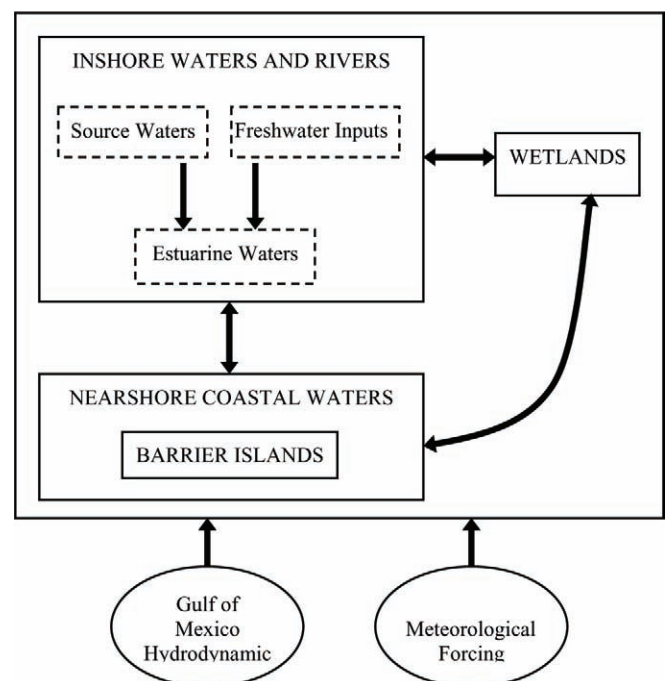 INSHORE WATERS AND RIVERS
Source Waters
Freshwater Inputs
WETLANDS
Estuarine Waters
NEARSHORE COASTAL WATERS
BARRIER ISLANDS
Gulf of
Mexico
Hydrodynamic
Meteorological
Forcing